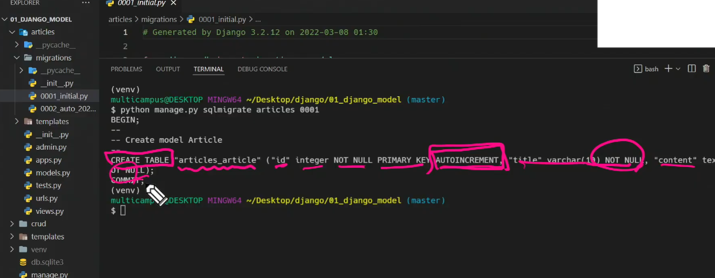 EXPLORER
0001_initial.py
01_DJANGO_MODEL
articles
__pycache__
migrations
__pycache__
__init__.py
0001_initial.py
0002_auto_202...
templates
__init__.py
admin.py
apps.py
models.py
tests.py
urls.py
views.py
crud
templates
venv
db.sqlite3
manage.py
articles > migrations > 0001_initial.py > ...
1 # Generated by Django 3.2.12 on 2022-03-08 01:30
2
PROBLEMS OUTPUT TERMINAL DEBUG CONSOLE
bash
(venv)
multicampus@DESKTOP MINGW64 ~/Desktop/django/01_django_model (master)
$ python manage.py sqlmigrate articles 0001
BEGIN;
--
-- Create model Article
--
CREATE TABLE "articles_article" ("id" integer NOT NULL PRIMARY KEY AUTOINCREMENT, "title" varchar(10) NOT NULL, "content" tex
OT NULL);
COMMIT;
(venv)
multicampus@DESKTOP MINGW64 ~/Desktop/django/01_django_model (master)
$